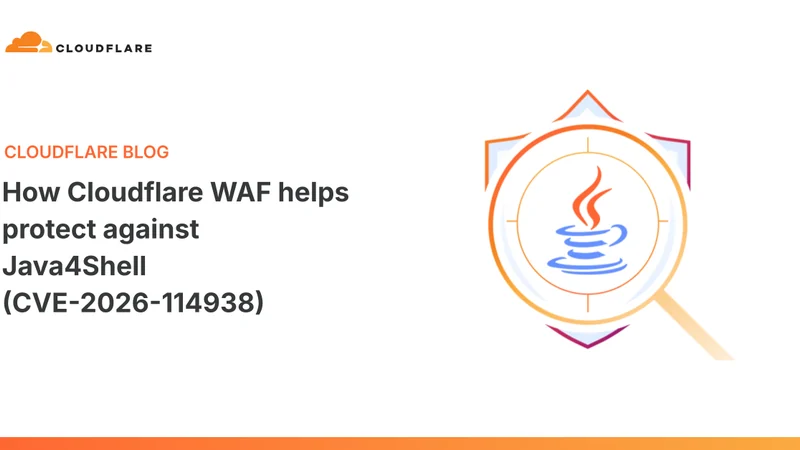 CLOUDFLARE
CLOUDFLARE BLOG
How Cloudflare WAF helps
protect against
Java4Shell
(CVE-2026-114938)